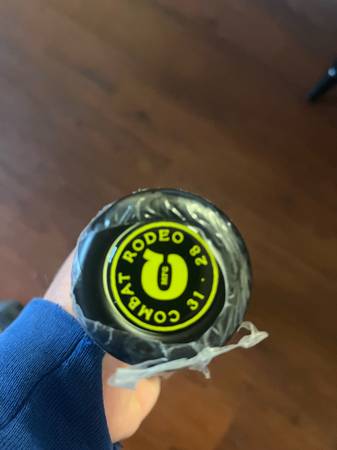 COMBAT RODEO 31 . 28